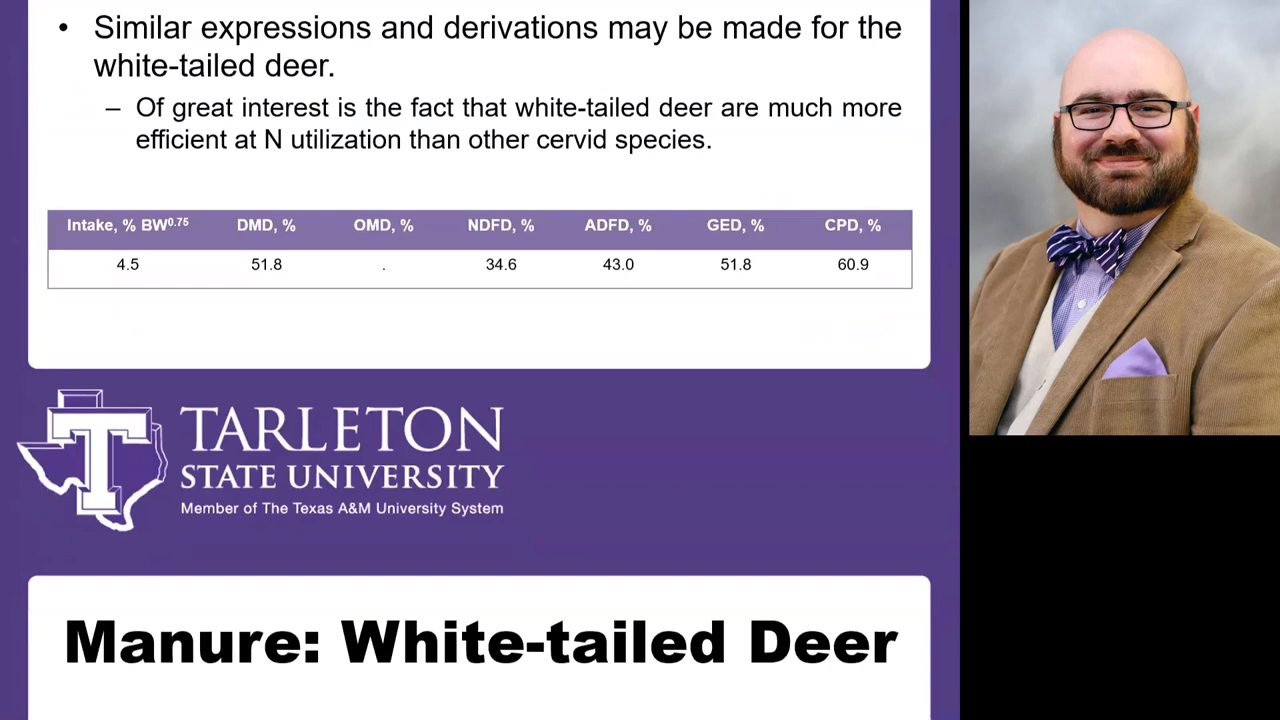 • Similar expressions and derivations may be made for the
white-tailed deer.
– Of great interest is the fact that white-tailed deer are much more
efficient at N utilization than other cervid species.
Intake, % BW0.75 DMD, % OMD, % NDFD, % ADFD, % GED, % CPD, %
4.5 51.8 . 34.6 43.0 51.8 60.9
T
TARLETON
STATE UNIVERSITY
Member of The Texas A&M University System
Manure: White-tailed Deer